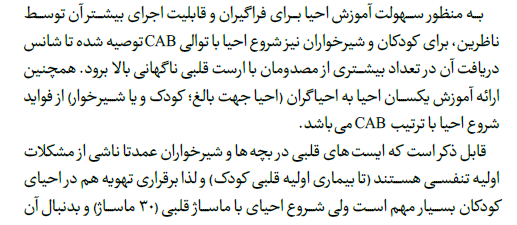 به منظور سهولت آموزش احیا برای فراگیران و قابلیت اجرای بیشتر آن توسط
ناظرین، برای کودکان و شیرخواران نیز شروع احیا با توالی CAB توصیه شده تا شانس
دریافت آن در تعداد بیشتری از مصدومان با ارست قلبی ناگهانی بالا برود. همچنین
ارائه آموزش یکسان احیا به احیاگران (احیا جهت بالغ؛ کودک و یا شیرخوار) از فواید
شروع احیا با ترتیب CAB می‌باشد.
قابل ذکر است که ایست‌های قلبی در بچه‌ها و شیرخواران عمدتا ناشی از مشکلات
اولیه تنفسی هستند (تا بیماری اولیه قلبی کودک) و لذا برقراری تهویه هم در احیای
کودکان بسیار مهم است ولی شروع احیای با ماساژ قلبی (۳۰ ماساژ) و بدنبال آن